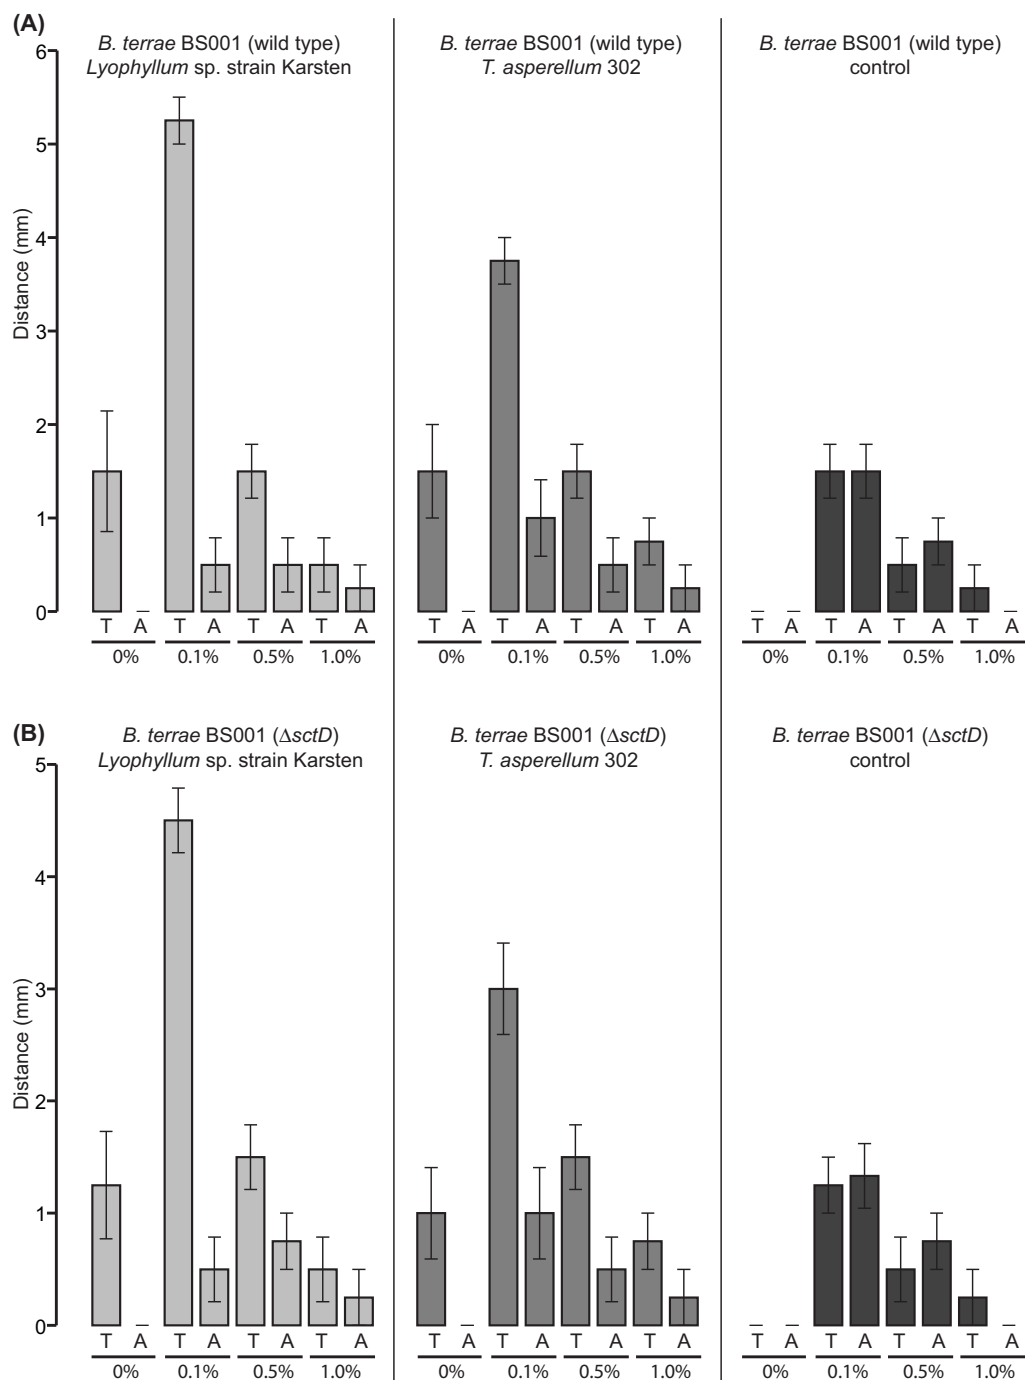 (A)
B. terrae BS001 (wild type)
Lyophyllum sp. strain Karsten
B. terrae BS001 (wild type)
T. asperellum 302
B. terrae BS001 (wild type)
control
Distance (mm)
6
5
4
3
2
1
0
T A T A T A T A
0% 0.1% 0.5% 1.0%
T A T A T A T A
0% 0.1% 0.5% 1.0%
T A T A T A T A
0% 0.1% 0.5% 1.0%
(B)
B. terrae BS001 (ΔsctD)
Lyophyllum sp. strain Karsten
B. terrae BS001 (ΔsctD)
T. asperellum 302
B. terrae BS001 (ΔsctD)
control
Distance (mm)
5
4
3
2
1
0
T A T A T A T A
0% 0.1% 0.5% 1.0%
T A T A T A T A
0% 0.1% 0.5% 1.0%
T A T A T A T A
0% 0.1% 0.5% 1.0%